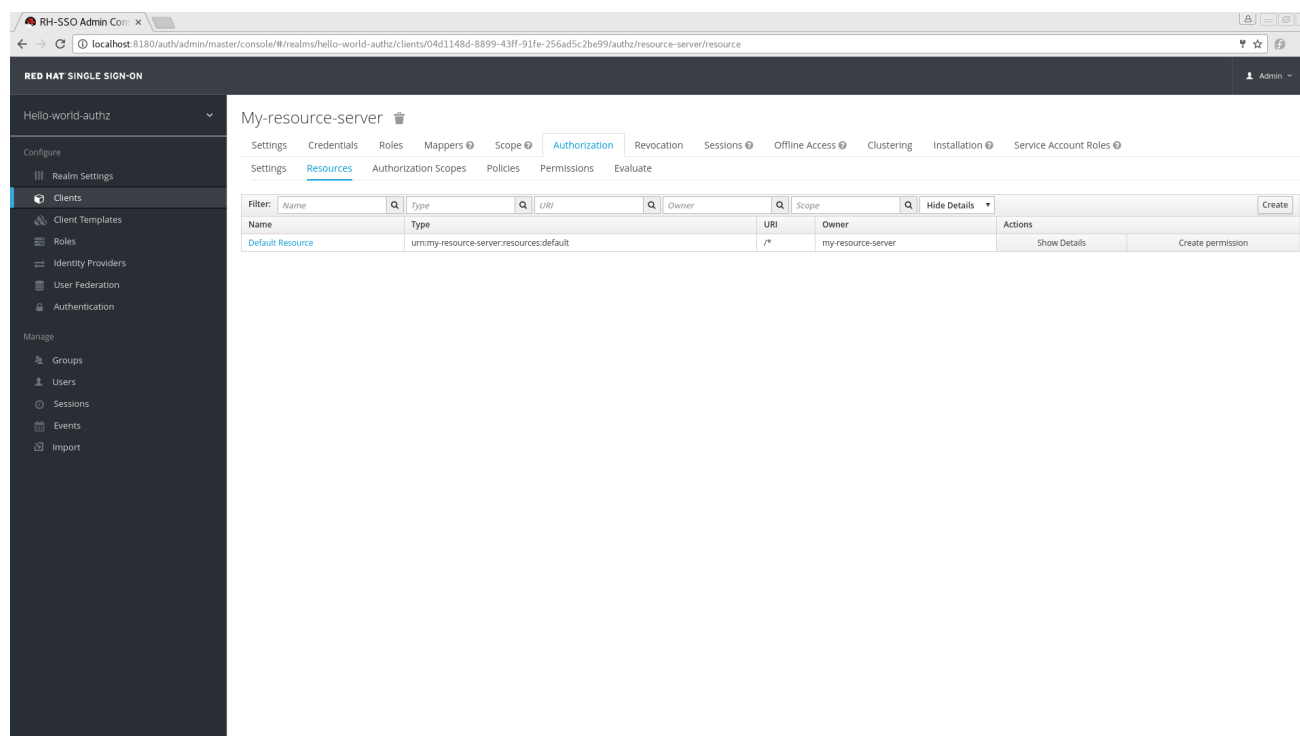 RH-SSO Admin Con
localhost:8180/auth/admin/master/console/#/realms/hello-world-authz/clients/04d1148d-8899-43ff-91fe-256ad5c2be99/authz/resource-server/resource
RED HAT SINGLE SIGN-ON
Admin
Hello-world-authz
Configure
Realm Settings
Clients
Client Templates
Roles
Identity Providers
User Federation
Authentication
Manage
Groups
Users
Sessions
Events
Import
My-resource-server
Settings Credentials Roles Mappers Scope Authorization Revocation Sessions Offline Access Clustering Installation Service Account Roles
Settings Resources Authorization Scopes Policies Permissions Evaluate
Filter: Name Type URI Owner Scope Hide Details Create
Name Type URI Owner Actions
Default Resource urn:my-resource-server:resources:default /* my-resource-server Show Details Create permission